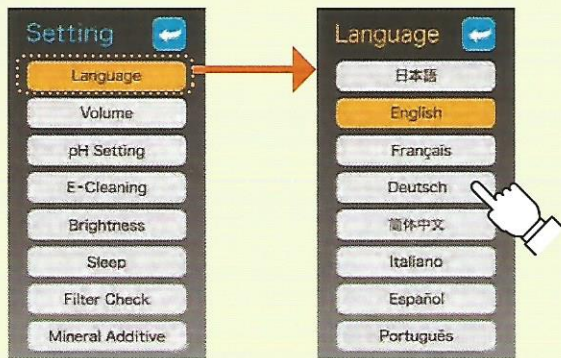 Setting
Language
Volume
pH Setting
E-Cleaning
Brightness
Sleep
Filter Check
Mineral Additive
Language
日本語
English
Français
Deutsch
简体中文
Italiano
Español
Português